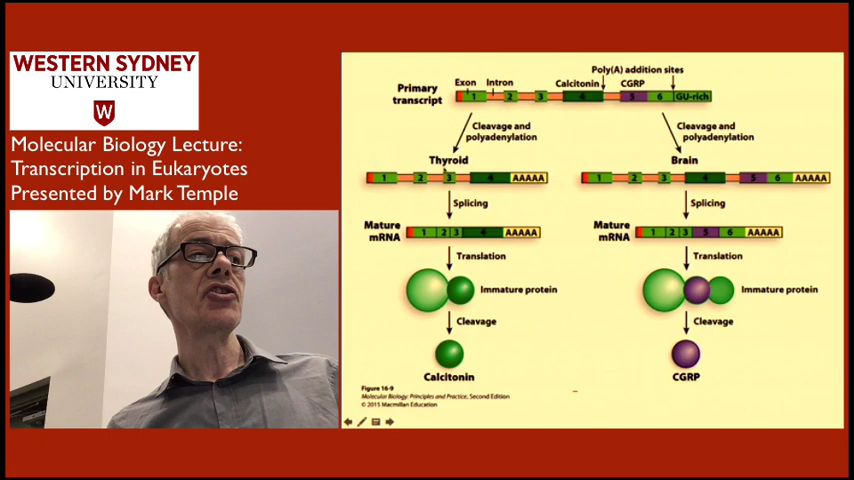 WESTERN SYDNEY
UNIVERSITY
W
Molecular Biology Lecture:
Transcription in Eukaryotes
Presented by Mark Temple
Poly(A) addition sites
Exon Intron Calcitonin CGRP
Primary
transcript
1 2 3 4 5 6 GU-rich
Cleavage and
polyadenylation
Cleavage and
polyadenylation
Thyroid
Brain
1 2 3 4 AAAAA
1 2 3 4 5 6 AAAAA
Splicing
Splicing
Mature
mRNA
1 2 3 4 AAAAA
Mature
mRNA
1 2 3 5 6 AAAAA
Translation
Translation
Immature protein
Immature protein
Cleavage
Cleavage
Calcitonin
CGRP
Figure 16-9
Molecular Biology: Principles and Practice, Second Edition
© 2015 Macmillan Education